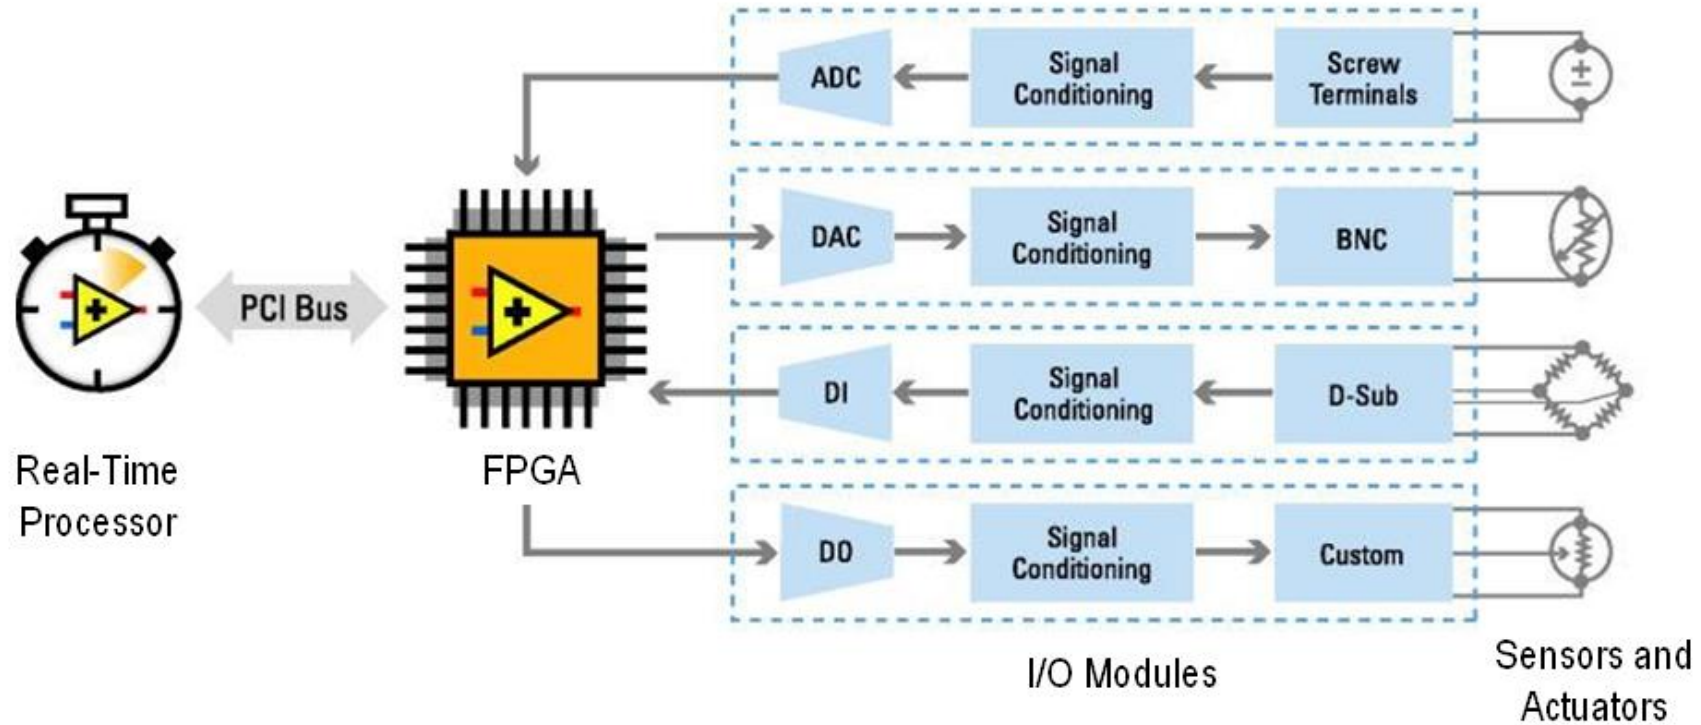 ADC
Signal
Conditioning
Screw
Terminals
±
DAC
Signal
Conditioning
BNC
PCI Bus
DI
Signal
Conditioning
D-Sub
Real-Time
Processor
FPGA
DO
Signal
Conditioning
Custom
I/O Modules
Sensors and
Actuators